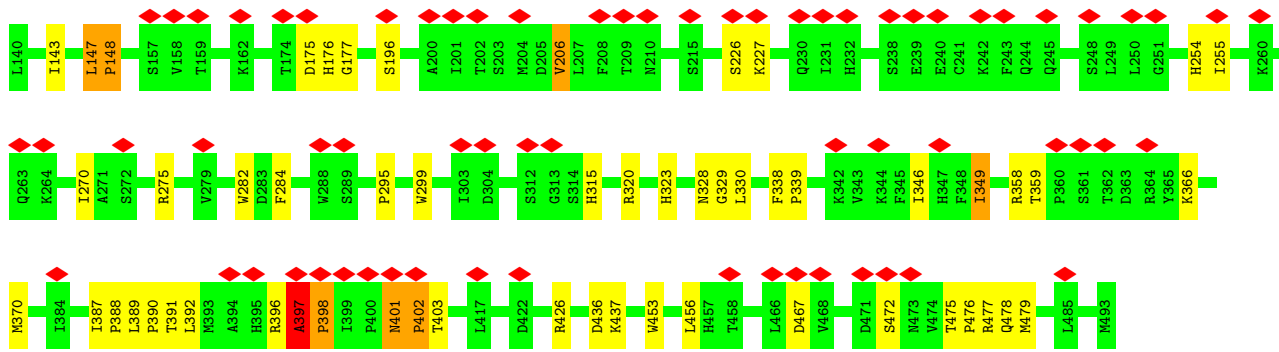 L140 I143 L147 P148 S157 V158 T159 K162 T174 D175 H176 G177 S196 A200 I201 T202 S203 M204 D205 V206 L207 F208 T209 N210 S215 S226 K227 Q230 I231 H232 S238 E239 E240 C241 K242 F243 Q244 Q245 S248 L249 L250 G251 H254 I255 K260
Q263 K264 I270 A271 S272 R275 V279 W282 D283 F284 W288 S289 P295 W299 I303 D304 S312 G313 S314 H315 R320 H323 N328 G329 L330 F338 P339 K342 V343 K344 F345 I346 H347 F348 I349 R358 T359 P360 S361 T362 D363 R364 Y365 K366
M370 I384 I387 P388 L389 P390 T391 L392 M393 A394 H395 R396 A397 P398 I399 P400 N401 P402 T403 L417 D422 R426 D436 K437 W453 L456 H457 T458 L466 D467 V468 D471 S472 N473 V474 T475 P476 R477 Q478 M479 L485 M493